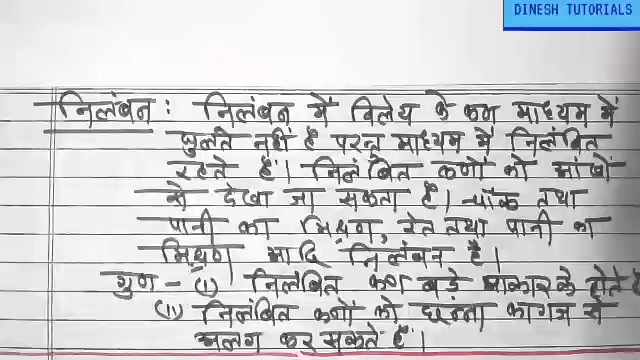 DINESH TUTORIALS
निलंबन : निलंबन में विलेय के कण माध्यम में
घुलते नहीं हैं परन्तु माध्यम में निलंबित
रहते हैं। निलंबित कणों को आंखों
से देखा जा सकता है। चॉक तथा
पानी का मिश्रण, रेत तथा पानी का
मिश्रण आदि निलंबन है।
गुण - (i) निलंबित कण बड़े आकार के होते हैं
(ii) निलंबित कनों को छन्ना कागज से
अलग कर सकते हैं।